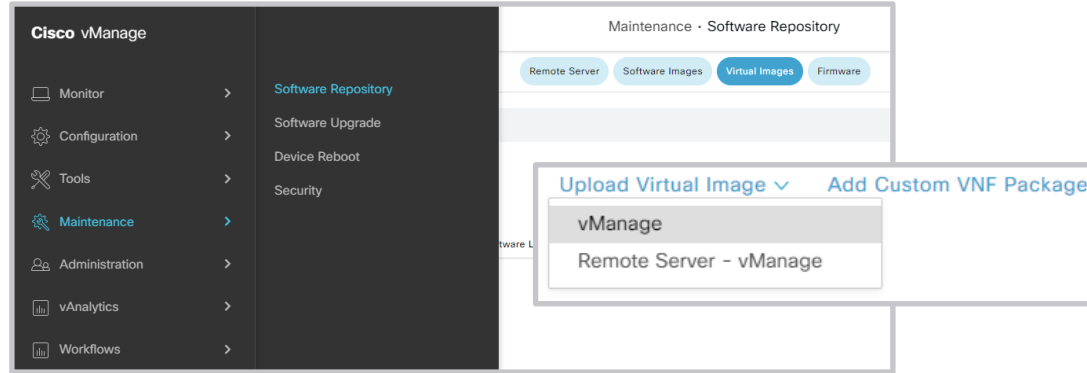 Cisco vManage
Monitor
Configuration
Tools
Maintenance
Administration
vAnalytics
Workflows
Software Repository
Software Upgrade
Device Reboot
Security
Maintenance · Software Repository
Remote Server Software Images Virtual Images Firmware
tware L
Upload Virtual Image Add Custom VNF Package
vManage
Remote Server - vManage